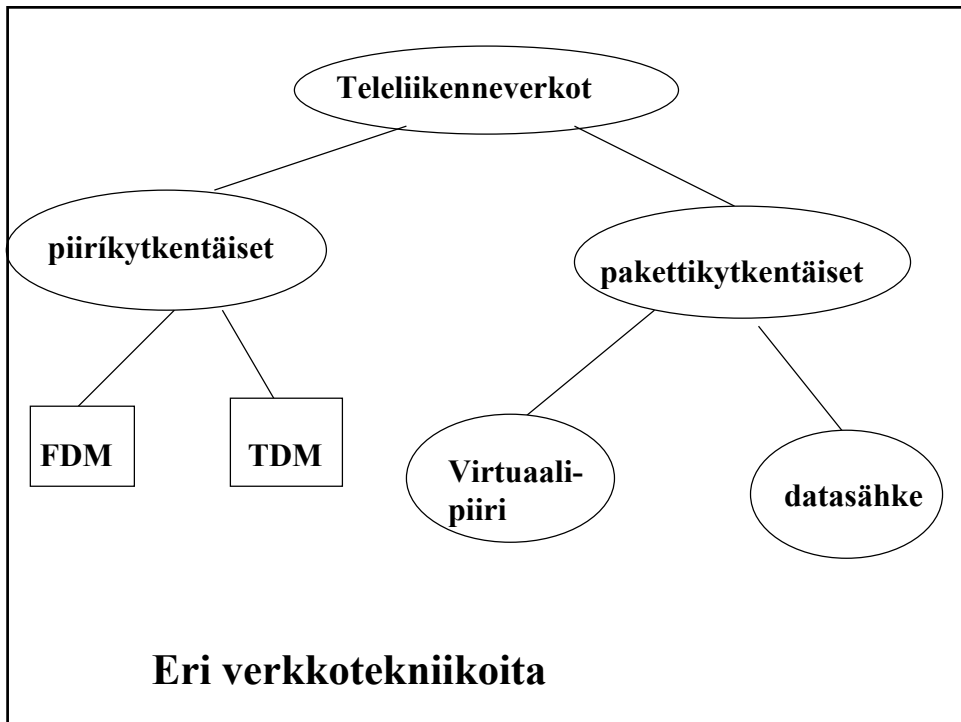 Teleliikenneverkot
piiríkytkentäiset
pakettikytkentäiset
FDM
TDM
Virtuaali-
piiri
datasähke
Eri verkkotekniikoita